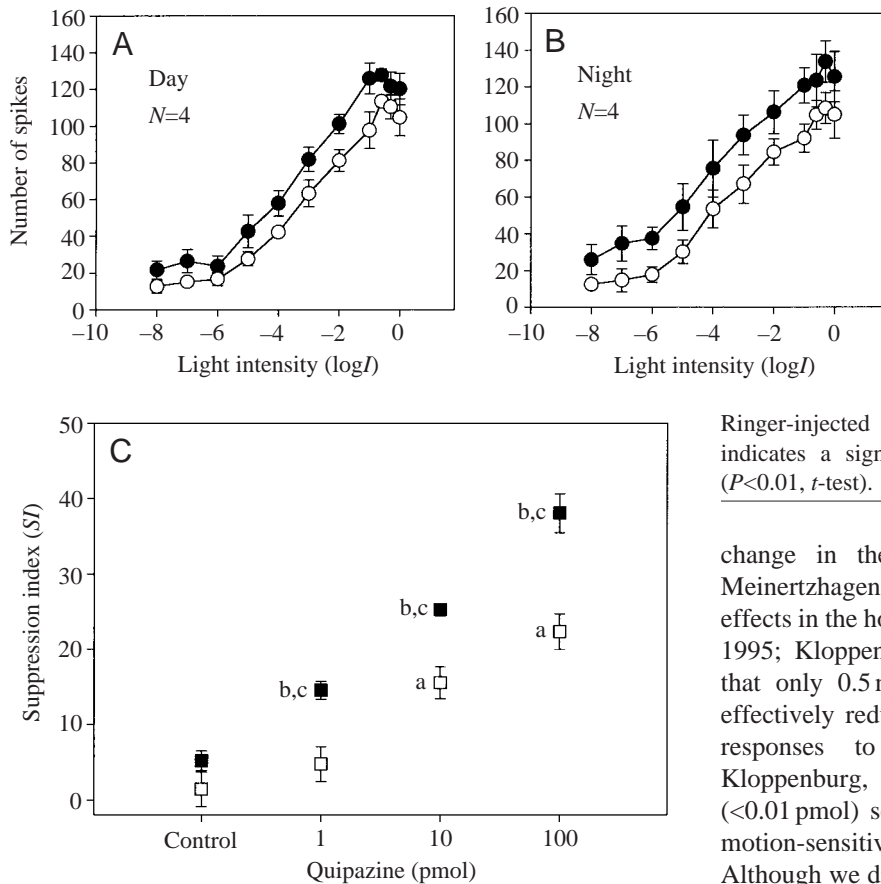 160
140
120
100
80
60
40
20
0
Number of spikes
A
Day
N=4
–10
–8
–6
–4
–2
0
Light intensity (logI)
160
140
120
100
80
60
40
20
0
B
Night
N=4
–10
–8
–6
–4
–2
0
Light intensity (logI)
50
40
30
20
10
0
Suppression index (SI)
C
b,c
b,c
a
b,c
a
Control
1
10
100
Quipazine (pmol)
Ringer-injected
indicates a sign
(P<0.01, t-test).
change in the
Meinertzhagen
effects in the ho
1995; Kloppen
that only 0.5 n
effectively redu
responses to
Kloppenburg,
(<0.01 pmol) se
motion-sensitiv
Although we d